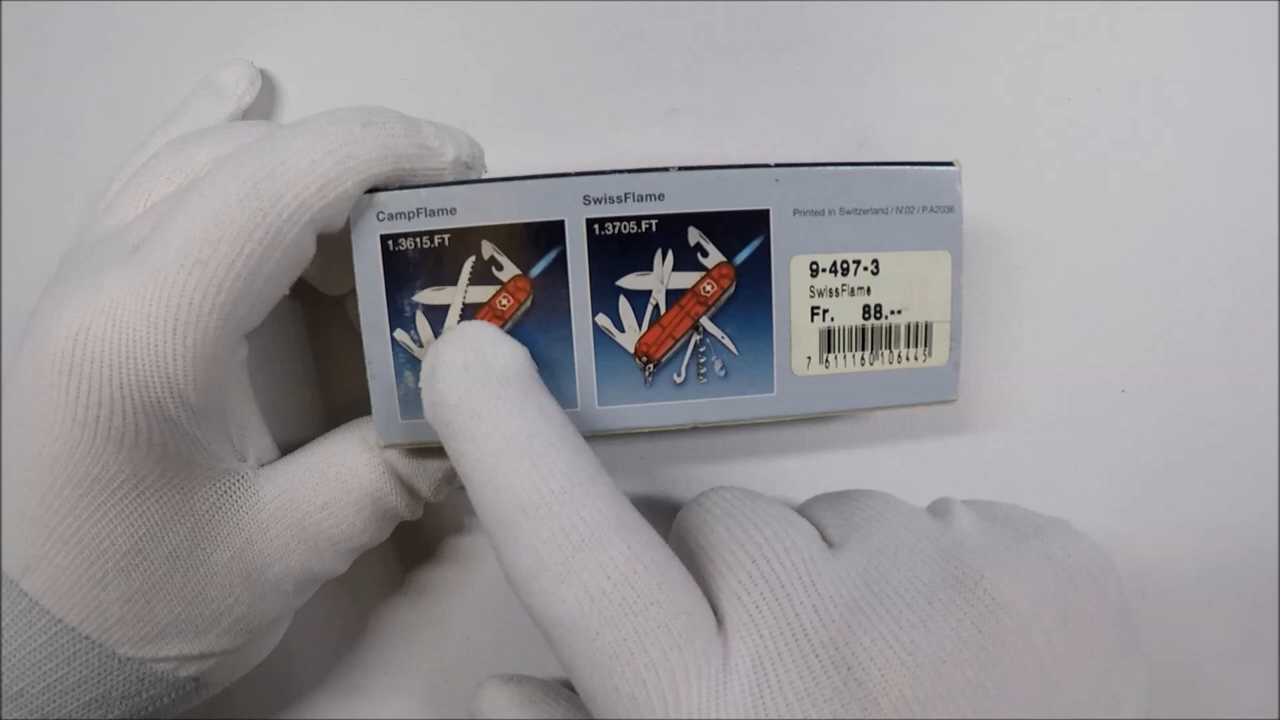 CampFlame
1.3615.FT
SwissFlame
1.3705.FT
Printed in Switzerland / IV.02 / P.A2036
9-497-3
SwissFlame
Fr. 88.--
7 611160 106445